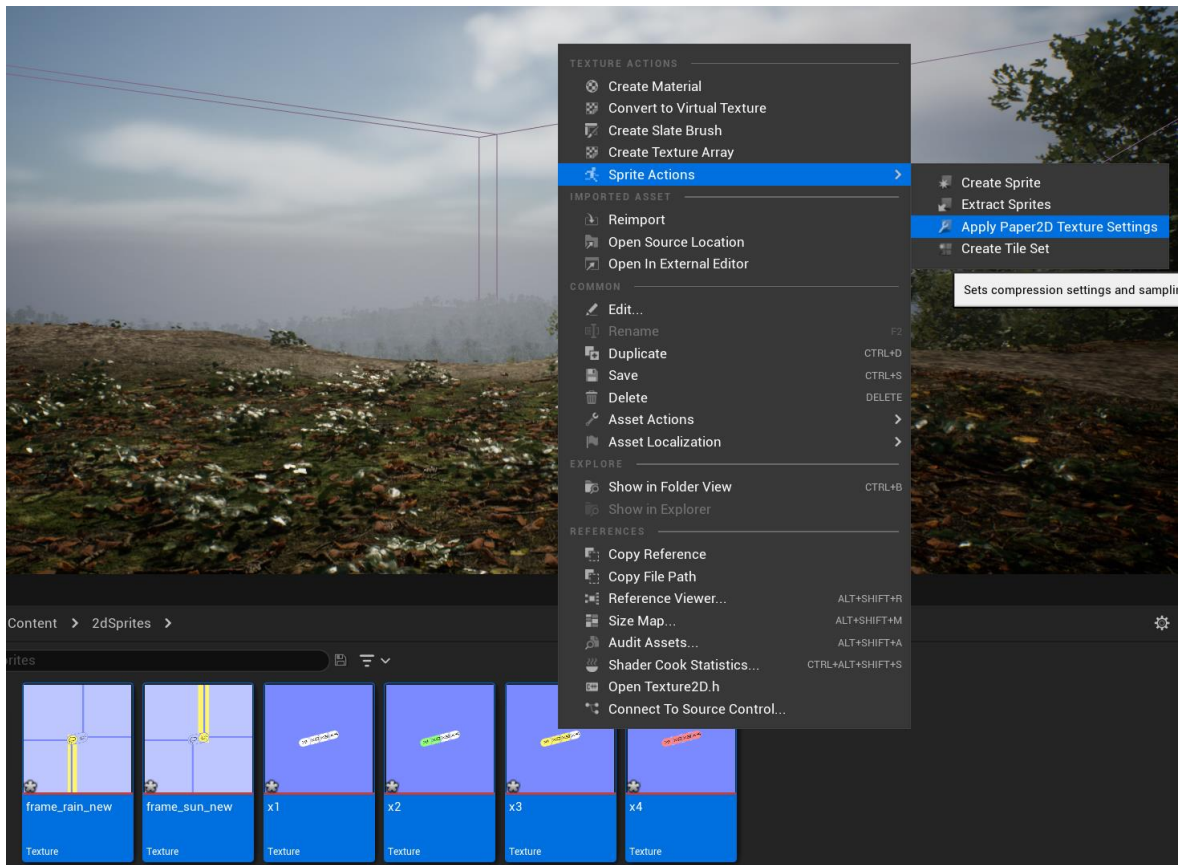 TEXTURE ACTIONS
Create Material
Convert to Virtual Texture
Create Slate Brush
Create Texture Array
Sprite Actions
Create Sprite
Extract Sprites
Apply Paper2D Texture Settings
Create Tile Set
Sets compression settings and samplin
IMPORTED ASSET
Reimport
Open Source Location
Open In External Editor
COMMON
Edit...
Rename F2
Duplicate CTRL+D
Save CTRL+S
Delete DELETE
Asset Actions
Asset Localization
EXPLORE
Show in Folder View CTRL+B
Show in Explorer
REFERENCES
Copy Reference
Copy File Path
Reference Viewer... ALT+SHIFT+R
Size Map... ALT+SHIFT+M
Audit Assets... ALT+SHIFT+A
Shader Cook Statistics... CTRL+ALT+SHIFT+S
Open Texture2D.h
Connect To Source Control...
Content > 2dSprites >
rites
frame_rain_new
Texture
frame_sun_new
Texture
x1
Texture
x2
Texture
x3
Texture
x4
Texture